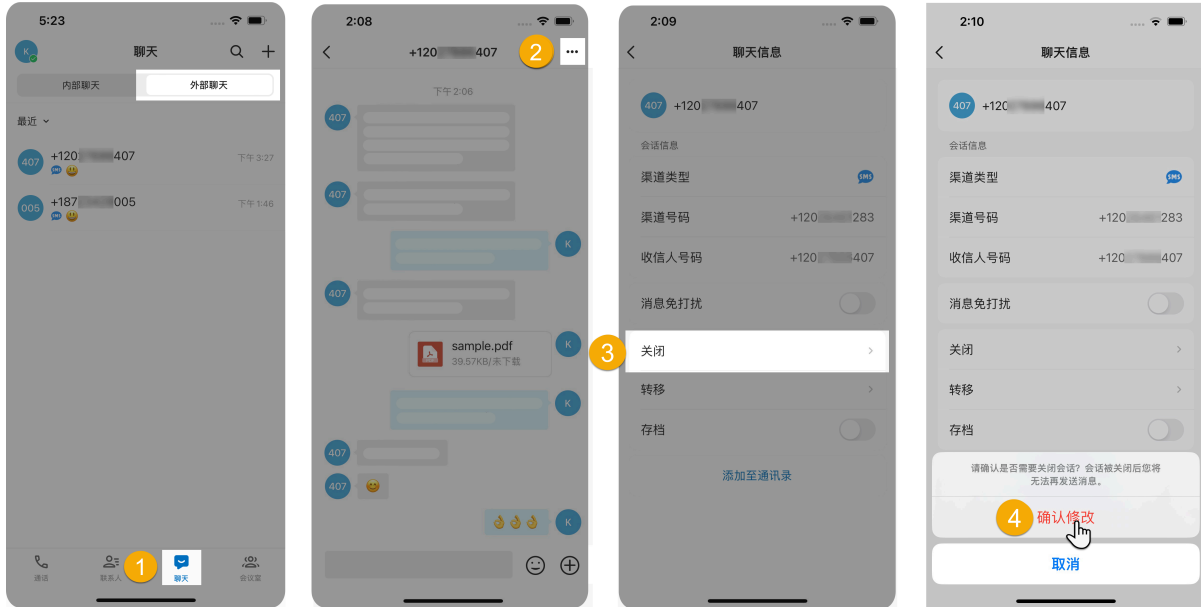 5:23
K
聊天
内部聊天
外部聊天
最近
407
+120 407
下午 3:27
SMS
005
+187 005
下午 1:46
SMS
1
通话
联系人
聊天
会议室
2:08
+120 407
2
下午 2:06
407
407
K
407
sample.pdf
39.57KB/未下载
K
K
407
407
K
2:09
聊天信息
407
+120 407
会话信息
渠道类型
SMS
渠道号码
+120 283
收信人号码
+120 407
消息免打扰
3
关闭
转移
存档
添加至通讯录
2:10
聊天信息
407
+120 407
会话信息
渠道类型
SMS
渠道号码
+120 283
收信人号码
+120 407
消息免打扰
关闭
转移
存档
请确认是否需要关闭会话？会话被关闭后您将
无法再发送消息。
4
确认修改
取消